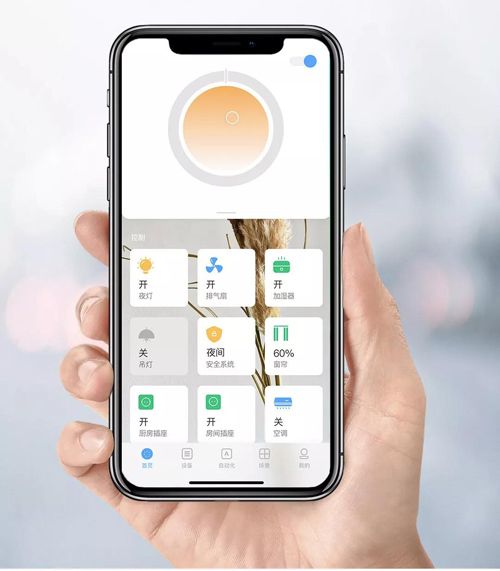 控制
开
夜灯
开
排气扇
开
加湿器
关
吊灯
夜间
安全系统
60%
窗帘
开
厨房插座
开
房间插座
关
空调
首页
设备
A
自动化
场景
我的